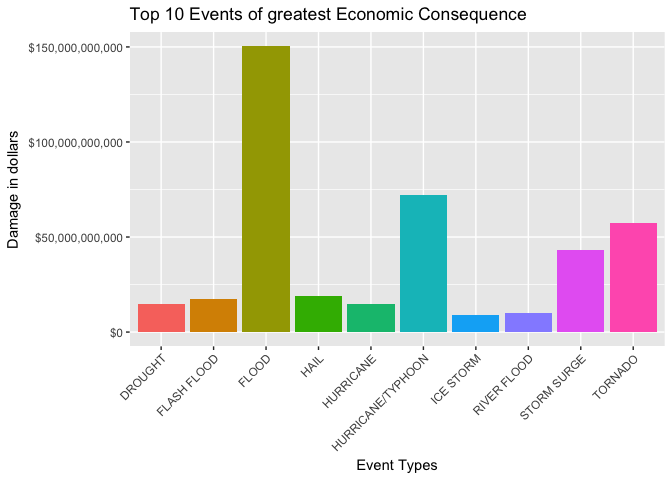 Top 10 Events of greatest Economic Consequence
Damage in dollars
$150,000,000,000
$100,000,000,000
$50,000,000,000
$0
DROUGHT
FLASH FLOOD
FLOOD
HAIL
HURRICANE
HURRICANE/TYPHOON
ICE STORM
RIVER FLOOD
STORM SURGE
TORNADO
Event Types